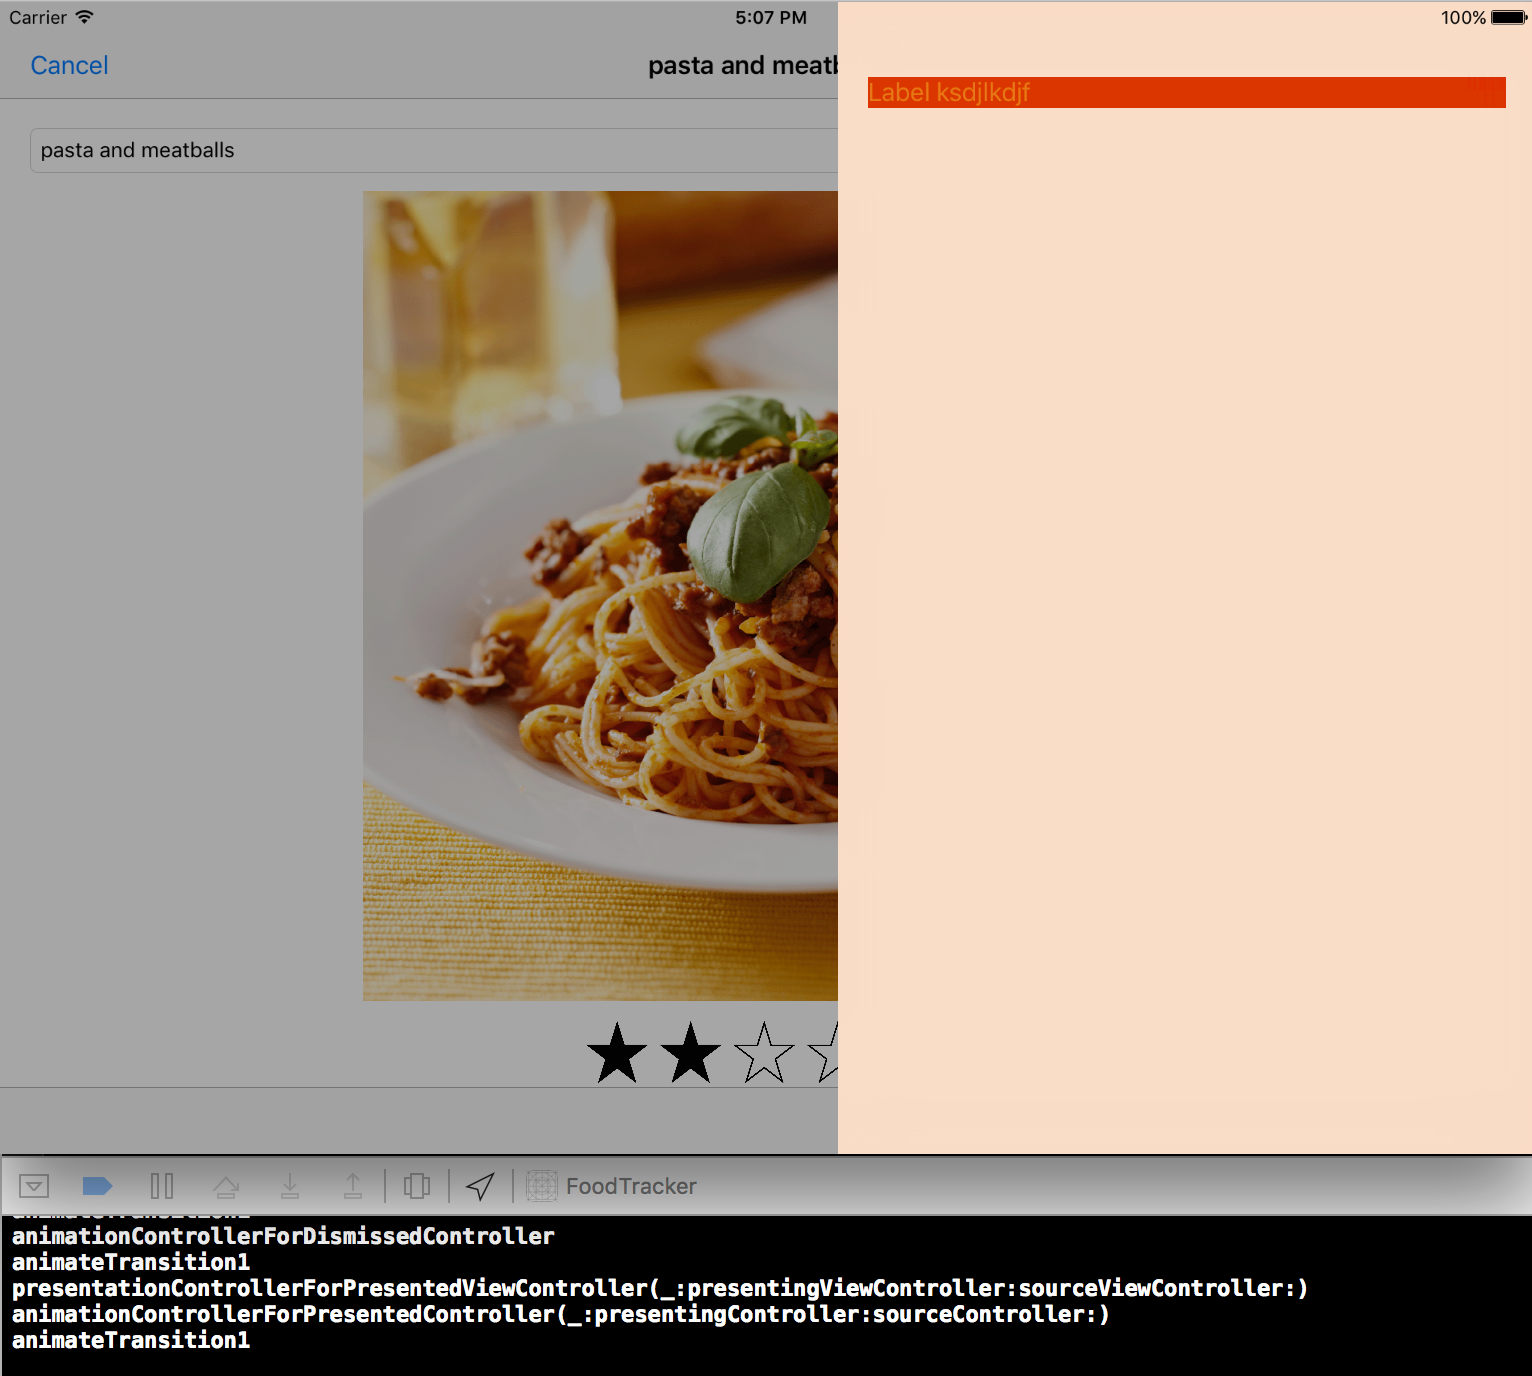 Carrier 5:07 PM 100%
Cancel pasta and meatb
Label ksdjlkdjf
pasta and meatballs
FoodTracker
animateTransition1
animationControllerForDismissedController
animateTransition1
presentationControllerForPresentedViewController(_:presentingViewController:sourceViewController:)
animationControllerForPresentedController(_:presentingController:sourceController:)
animateTransition1